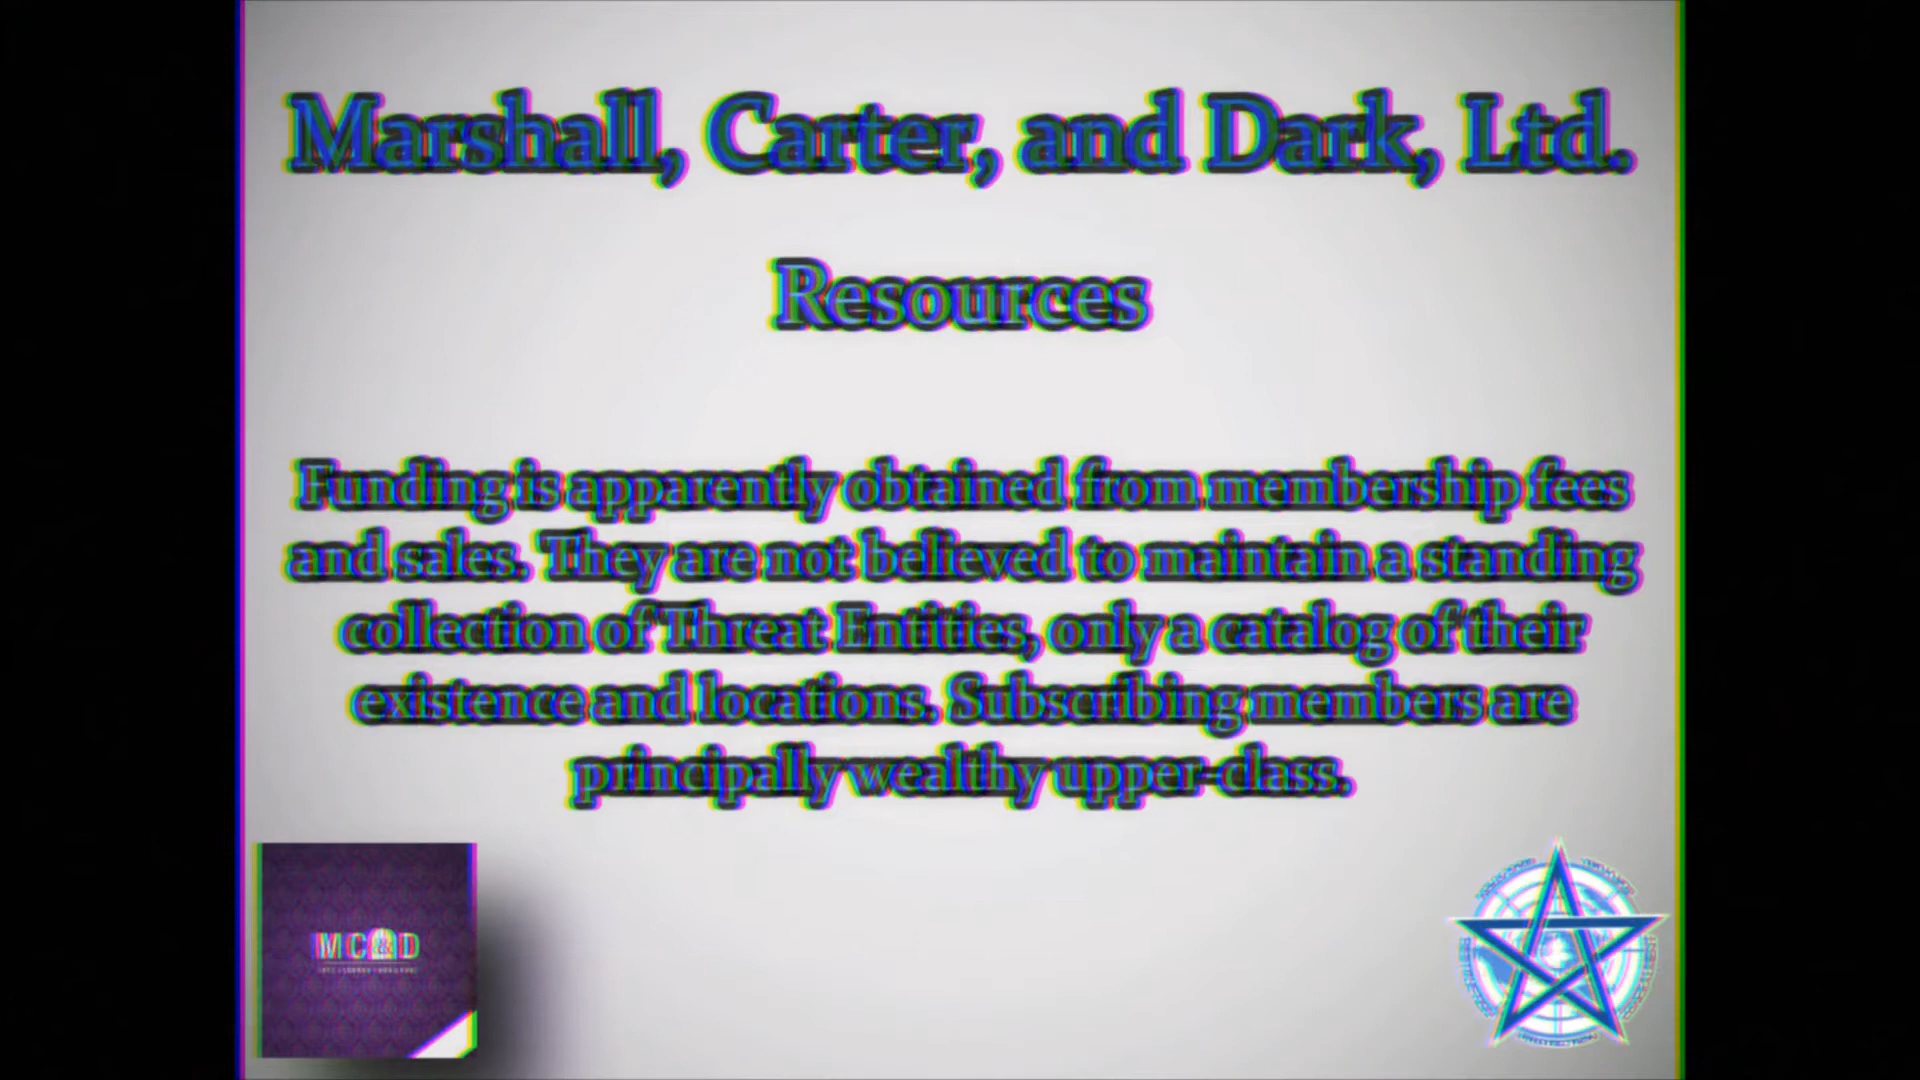 Marshall, Carter, and Dark, Ltd.
Resources
Funding is apparently obtained from membership fees
and sales. They are not believed to maintain a standing
collection of Threat Entities, only a catalog of their
existence and locations. Subscribing members are
principally wealthy upper-class.
MC&D